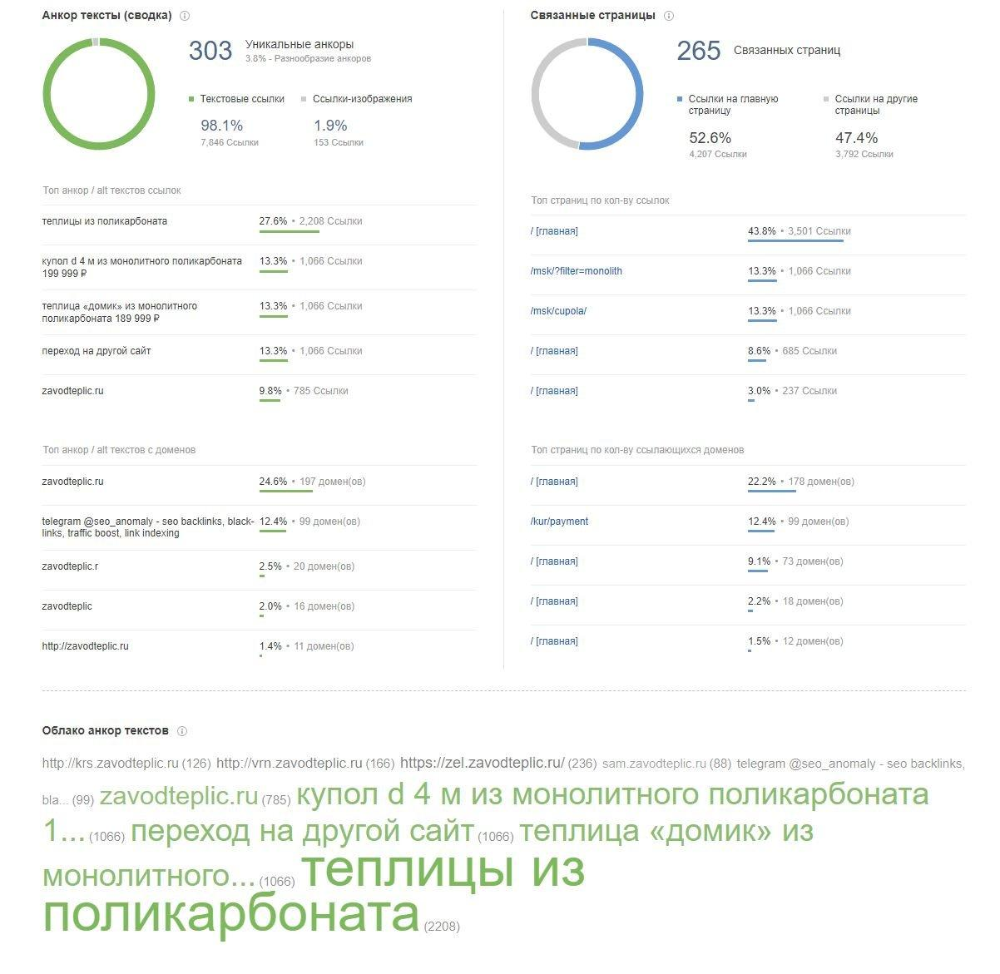 Анкор тексты (сводка)
303 Уникальные анкоры
3.8% - Разнообразие анкоров
Текстовые ссылки Ссылки-изображения
98.1% 1.9%
7,846 Ссылки 153 Ссылки
Топ анкор / alt текстов ссылок
теплицы из поликарбоната 27.6% • 2,208 Ссылки
купол d 4 м из монолитного поликарбоната 13.3% • 1,066 Ссылки
199 999 ₽
теплица «домик» из монолитного 13.3% • 1,066 Ссылки
поликарбоната 189 999 ₽
переход на другой сайт 13.3% • 1,066 Ссылки
zavodteplic.ru 9.8% • 785 Ссылки
Топ анкор / alt текстов с доменов
zavodteplic.ru 24.6% • 197 домен(ов)
telegram @seo_anomaly - seo backlinks, black- 12.4% • 99 домен(ов)
links, traffic boost, link indexing
zavodteplic.r 2.5% • 20 домен(ов)
zavodteplic 2.0% • 16 домен(ов)
http://zavodteplic.ru 1.4% • 11 домен(ов)
Связанные страницы
265 Связанных страниц
Ссылки на главную Ссылки на другие
страницу страницы
52.6% 47.4%
4,207 Ссылки 3,792 Ссылки
Топ страниц по кол-ву ссылок
/ [главная] 43.8% • 3,501 Ссылки
/msk/?filter=monolith 13.3% • 1,066 Ссылки
/msk/cupola/ 13.3% • 1,066 Ссылки
/ [главная] 8.6% • 685 Ссылки
/ [главная] 3.0% • 237 Ссылки
Топ страниц по кол-ву ссылающихся доменов
/ [главная] 22.2% • 178 домен(ов)
/kur/payment 12.4% • 99 домен(ов)
/ [главная] 9.1% • 73 домен(ов)
/ [главная] 2.2% • 18 домен(ов)
/ [главная] 1.5% • 12 домен(ов)
Облако анкор текстов
http://krs.zavodteplic.ru (126) http://vrn.zavodteplic.ru (166) https://zel.zavodteplic.ru/ (236) sam.zavodteplic.ru (88) telegram @seo_anomaly - seo backlinks,
bla... (99) zavodteplic.ru (785) купол d 4 м из монолитного поликарбоната
1... (1066) переход на другой сайт (1066) теплица «домик» из
монолитного... (1066) теплицы из
поликарбоната (2208)